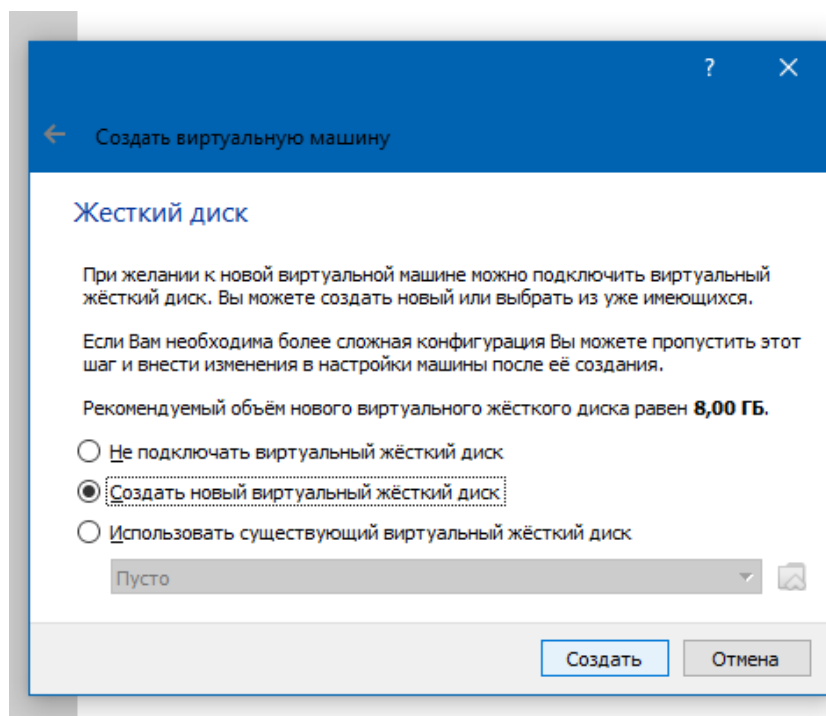 ?
Создать виртуальную машину
Жесткий диск
При желании к новой виртуальной машине можно подключить виртуальный
жёсткий диск. Вы можете создать новый или выбрать из уже имеющихся.
Если Вам необходима более сложная конфигурация Вы можете пропустить этот
шаг и внести изменения в настройки машины после её создания.
Рекомендуемый объём нового виртуального жёсткого диска равен 8,00 ГБ.
Не подключать виртуальный жёсткий диск
Создать новый виртуальный жёсткий диск
Использовать существующий виртуальный жёсткий диск
Пусто
Создать Отмена